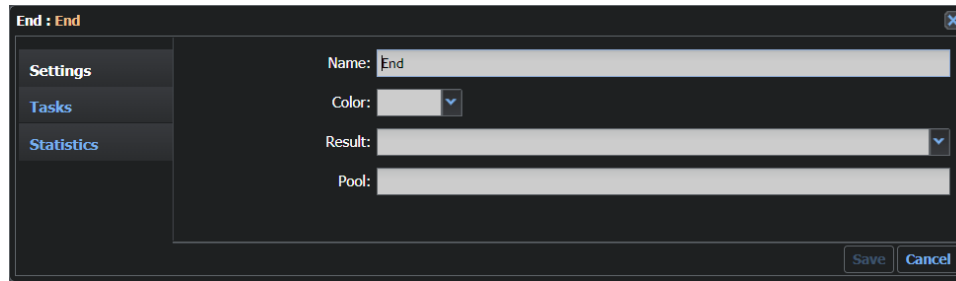 End : End
Settings
Tasks
Statistics
Name: End
Color:
Result:
Pool:
Save Cancel